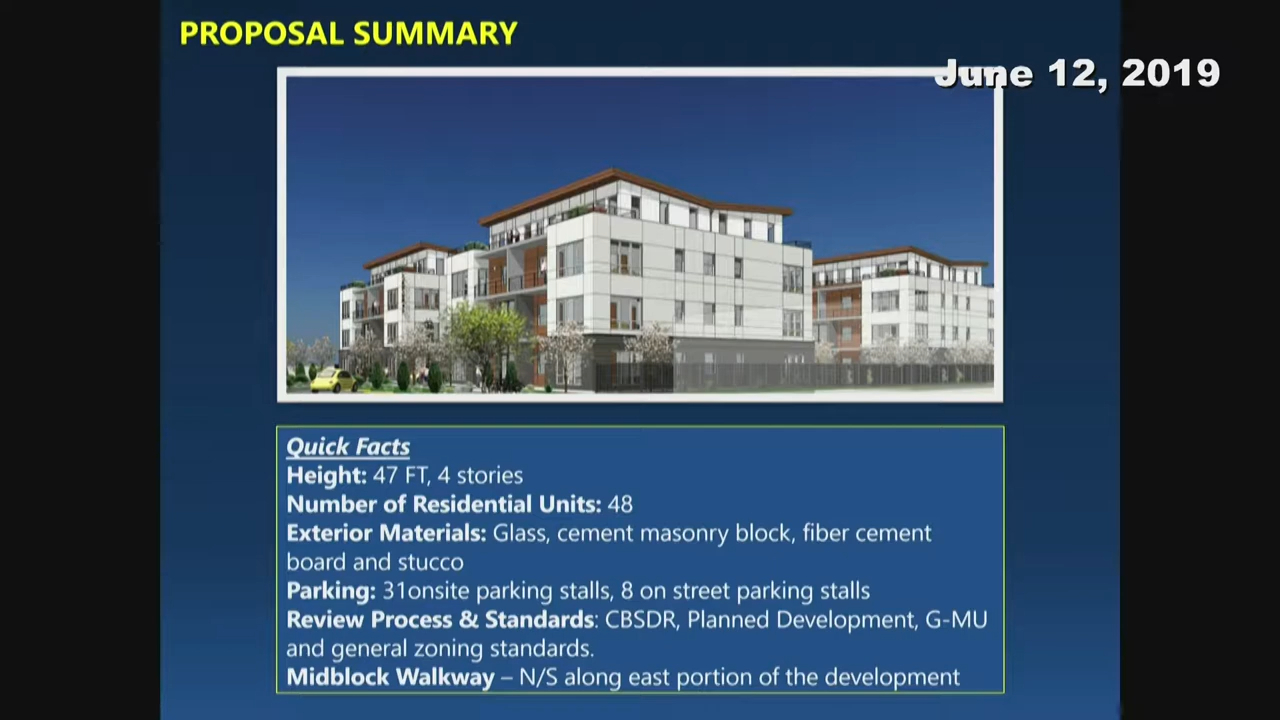 PROPOSAL SUMMARY
June 12, 2019
Quick Facts
Height: 47 FT, 4 stories
Number of Residential Units: 48
Exterior Materials: Glass, cement masonry block, fiber cement
board and stucco
Parking: 31onsite parking stalls, 8 on street parking stalls
Review Process & Standards: CBSDR, Planned Development, G-MU
and general zoning standards.
Midblock Walkway – N/S along east portion of the development